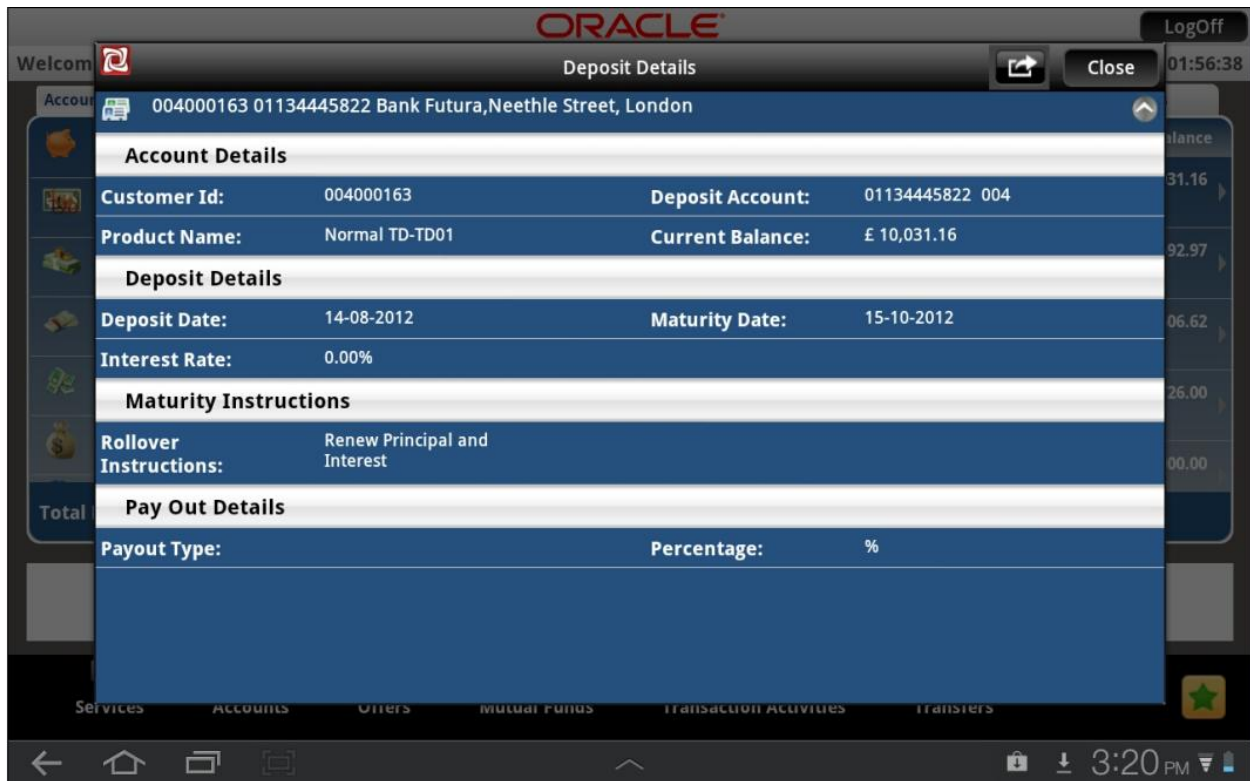 ORACLE
LogOff
Welcom
Deposit Details
Close
01:56:38
Accou
004000163 01134445822 Bank Futura,Neethle Street, London
alance
Account Details
31.16
Customer Id: 004000163 Deposit Account: 01134445822 004
Product Name: Normal TD-TD01 Current Balance: £ 10,031.16
92.97
Deposit Details
Deposit Date: 14-08-2012 Maturity Date: 15-10-2012
06.62
Interest Rate: 0.00%
Maturity Instructions
26.00
Rollover Instructions: Renew Principal and
Interest
00.00
Total
Pay Out Details
Payout Type: Percentage: %
Services Accounts Offers Mutual Funds Transaction Activities Transfers
3:20 PM